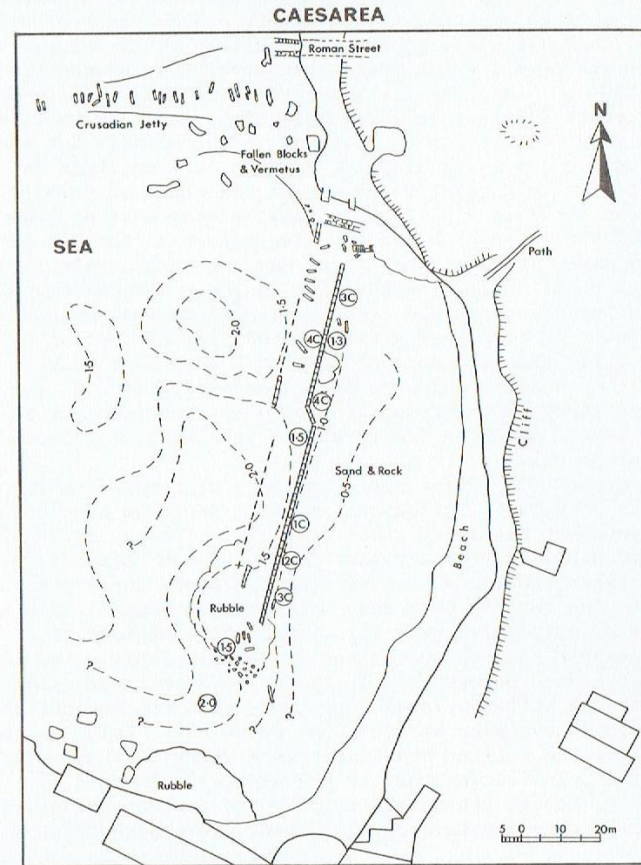 CAESAREA
Roman Street
Crusadian Jetty
Fallen Blocks
& Vermetus
N
SEA
Path
1·5
2·0
3C
1·5
4C
1·3
4C
1·0
Cliff
1·5
2·0
Sand & Rock
0·5
1C
1·5
2C
Beach
?
3C
Rubble
1·5
?
2·0
?
?
Rubble
5 0 10 20m